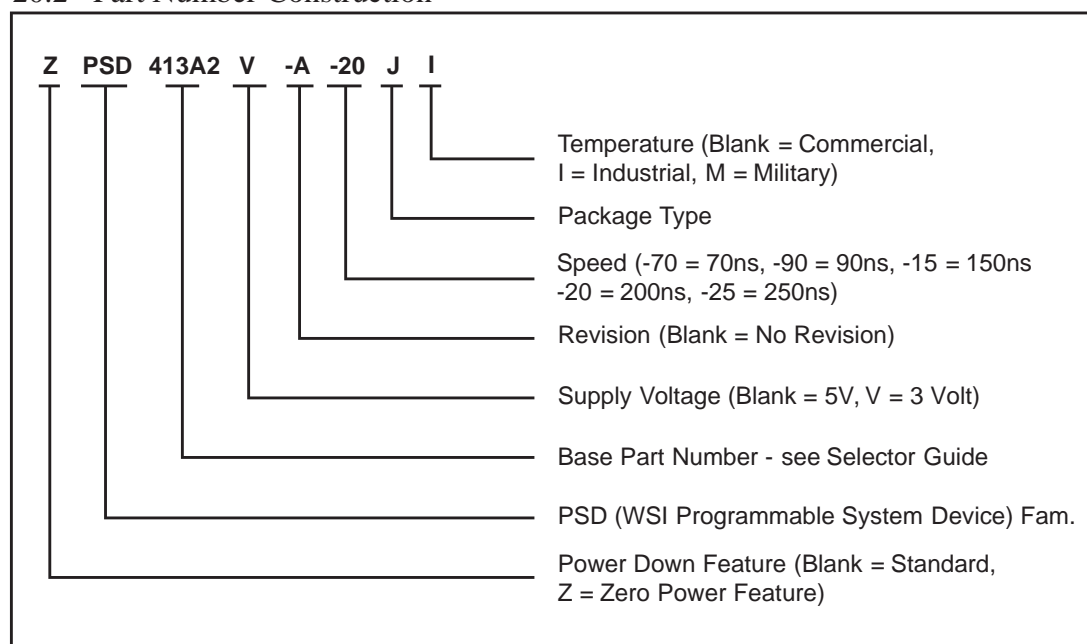 20.2 Part Number Construction
Z PSD 413A2 V -A -20 J I
Temperature (Blank = Commercial,
I = Industrial, M = Military)
Package Type
Speed (-70 = 70ns, -90 = 90ns, -15 = 150ns
-20 = 200ns, -25 = 250ns)
Revision (Blank = No Revision)
Supply Voltage (Blank = 5V, V = 3 Volt)
Base Part Number - see Selector Guide
PSD (WSI Programmable System Device) Fam.
Power Down Feature (Blank = Standard,
Z = Zero Power Feature)